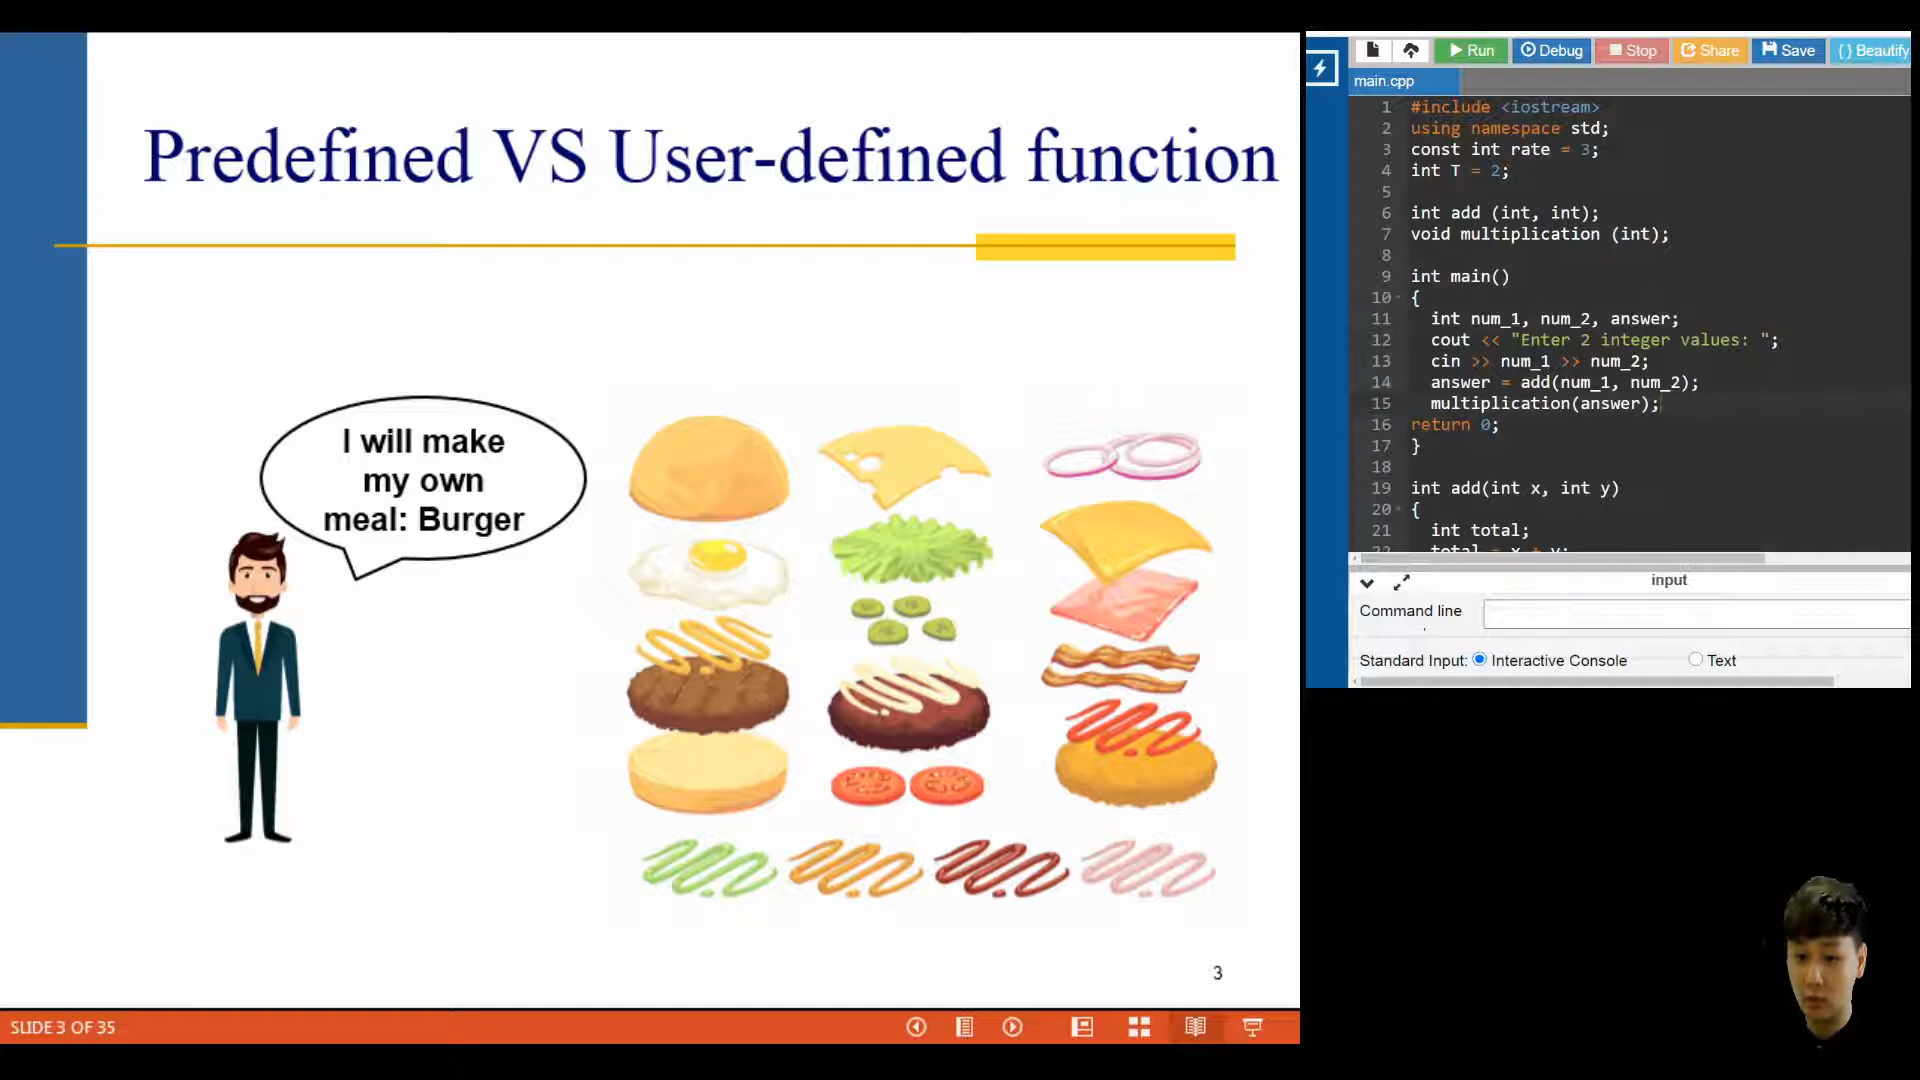 Predefined VS User-defined function
I will make
my own
meal: Burger
3
SLIDE 3 OF 35
Run Debug Stop Share Save { } Beautify
main.cpp
1 #include <iostream>
2 using namespace std;
3 const int rate = 3;
4 int T = 2;
5
6 int add (int, int);
7 void multiplication (int);
8
9 int main()
10 {
11 int num_1, num_2, answer;
12 cout << "Enter 2 integer values: ";
13 cin >> num_1 >> num_2;
14 answer = add(num_1, num_2);
15 multiplication(answer);
16 return 0;
17 }
18
19 int add(int x, int y)
20 {
21 int total;
22 total = x + y;
input
Command line
Standard Input: Interactive Console Text